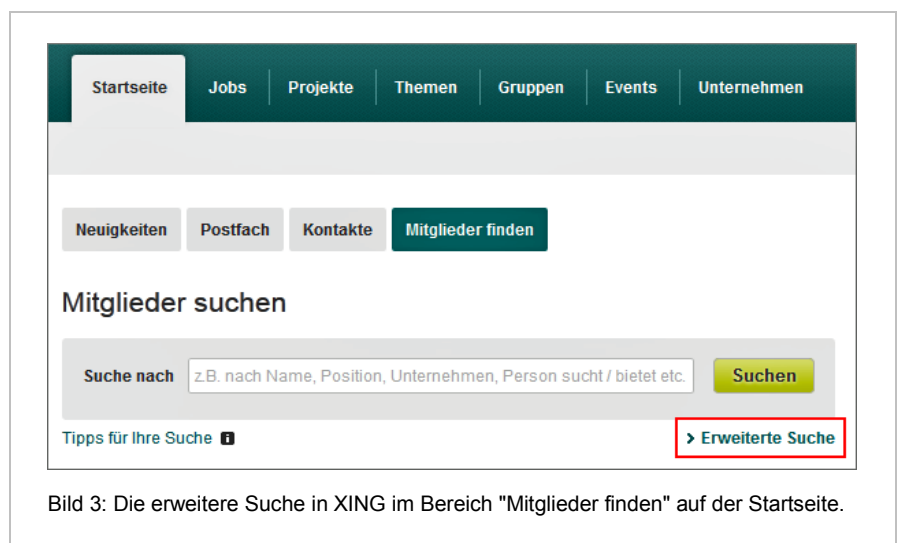 Startseite Jobs Projekte Themen Gruppen Events Unternehmen
Neuigkeiten Postfach Kontakte Mitglieder finden
Mitglieder suchen
Suche nach z.B. nach Name, Position, Unternehmen, Person sucht / bietet etc. Suchen
Tipps für Ihre Suche i > Erweiterte Suche
Bild 3: Die erweitere Suche in XING im Bereich "Mitglieder finden" auf der Startseite.